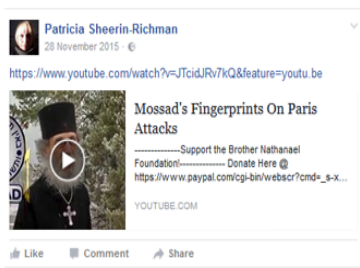 Patricia Sheerin-Richman
28 November 2015 ·
https://www.youtube.com/watch?v=JTcidJRv7kQ&feature=youtu.be
Mossad's Fingerprints On Paris
Attacks
--------------Support the Brother Nathanael
Foundation!-------------- Donate Here @
https://www.paypal.com/cgi-bin/webscr?cmd=_s-x...
YOUTUBE.COM
Like Comment Share